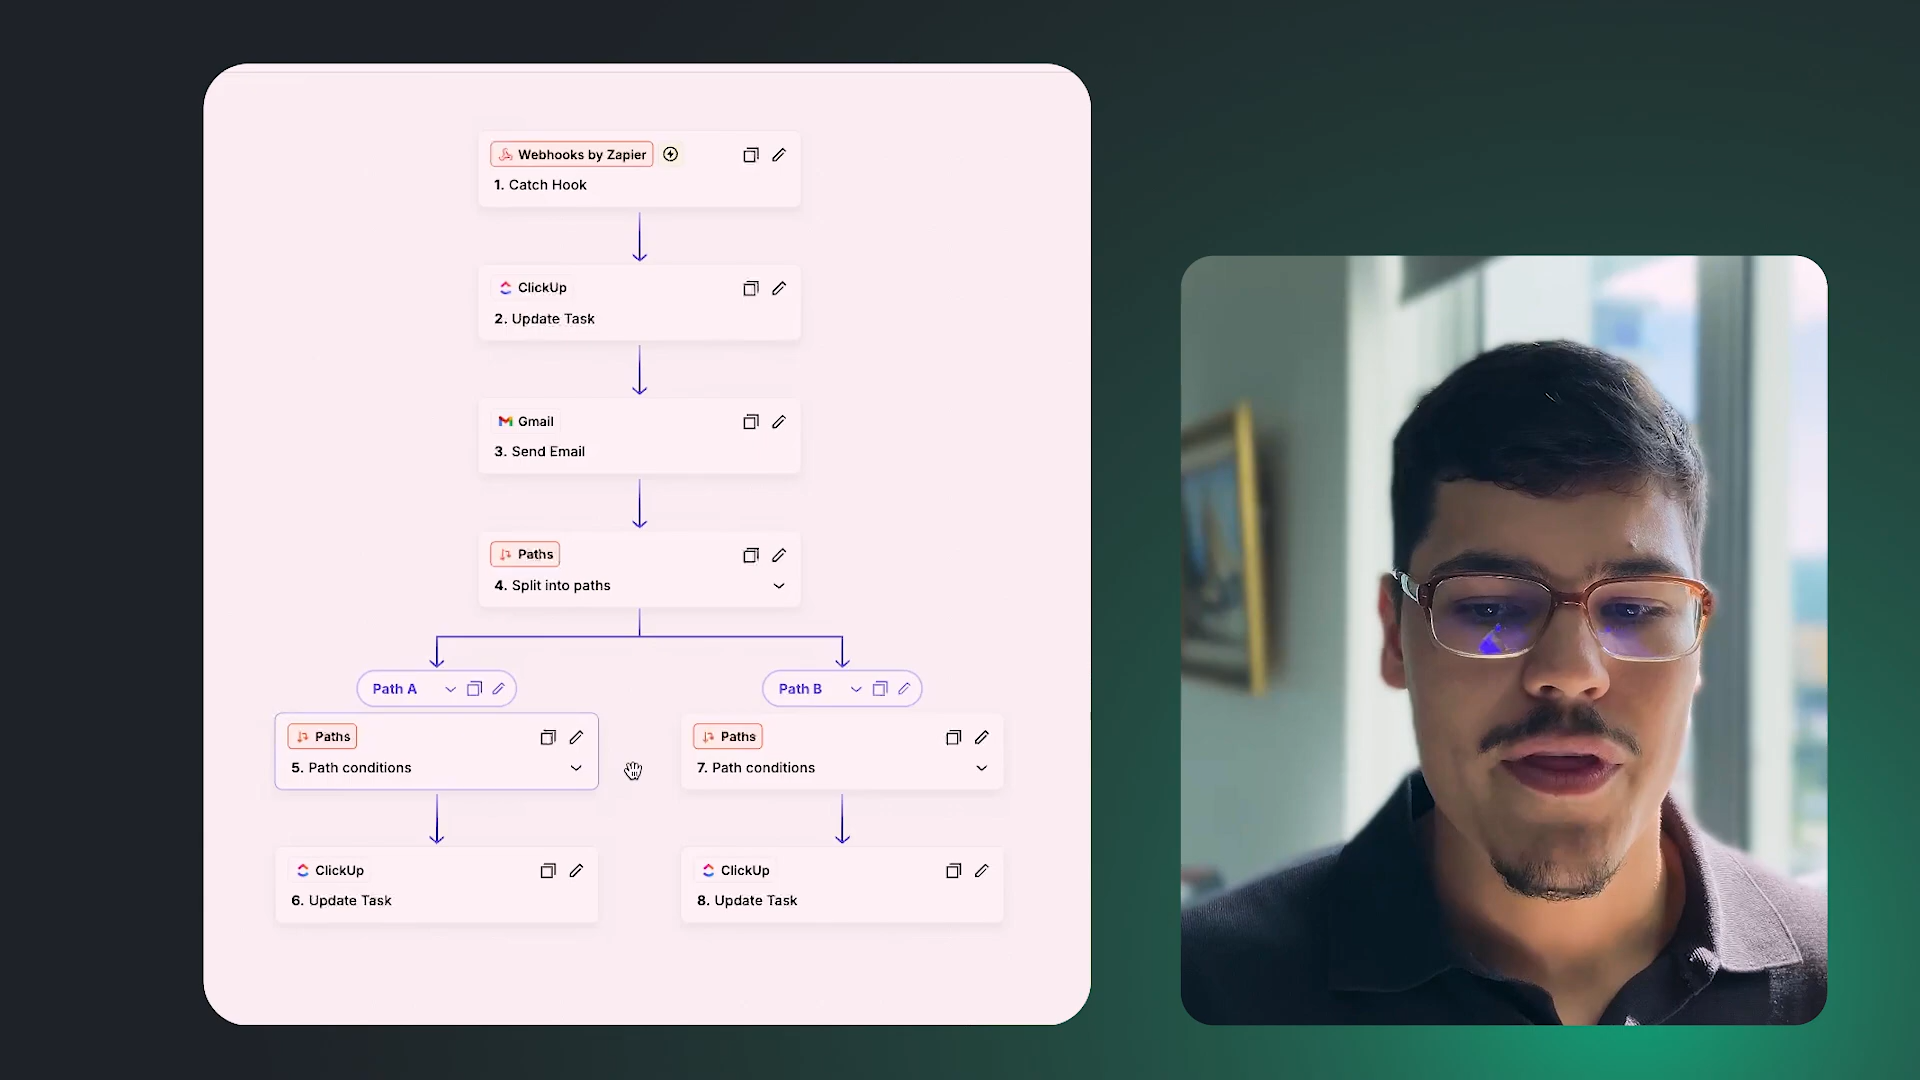 Webhooks by Zapier
1. Catch Hook
ClickUp
2. Update Task
Gmail
3. Send Email
Paths
4. Split into paths
Path A
Path B
Paths
5. Path conditions
Paths
7. Path conditions
ClickUp
6. Update Task
ClickUp
8. Update Task